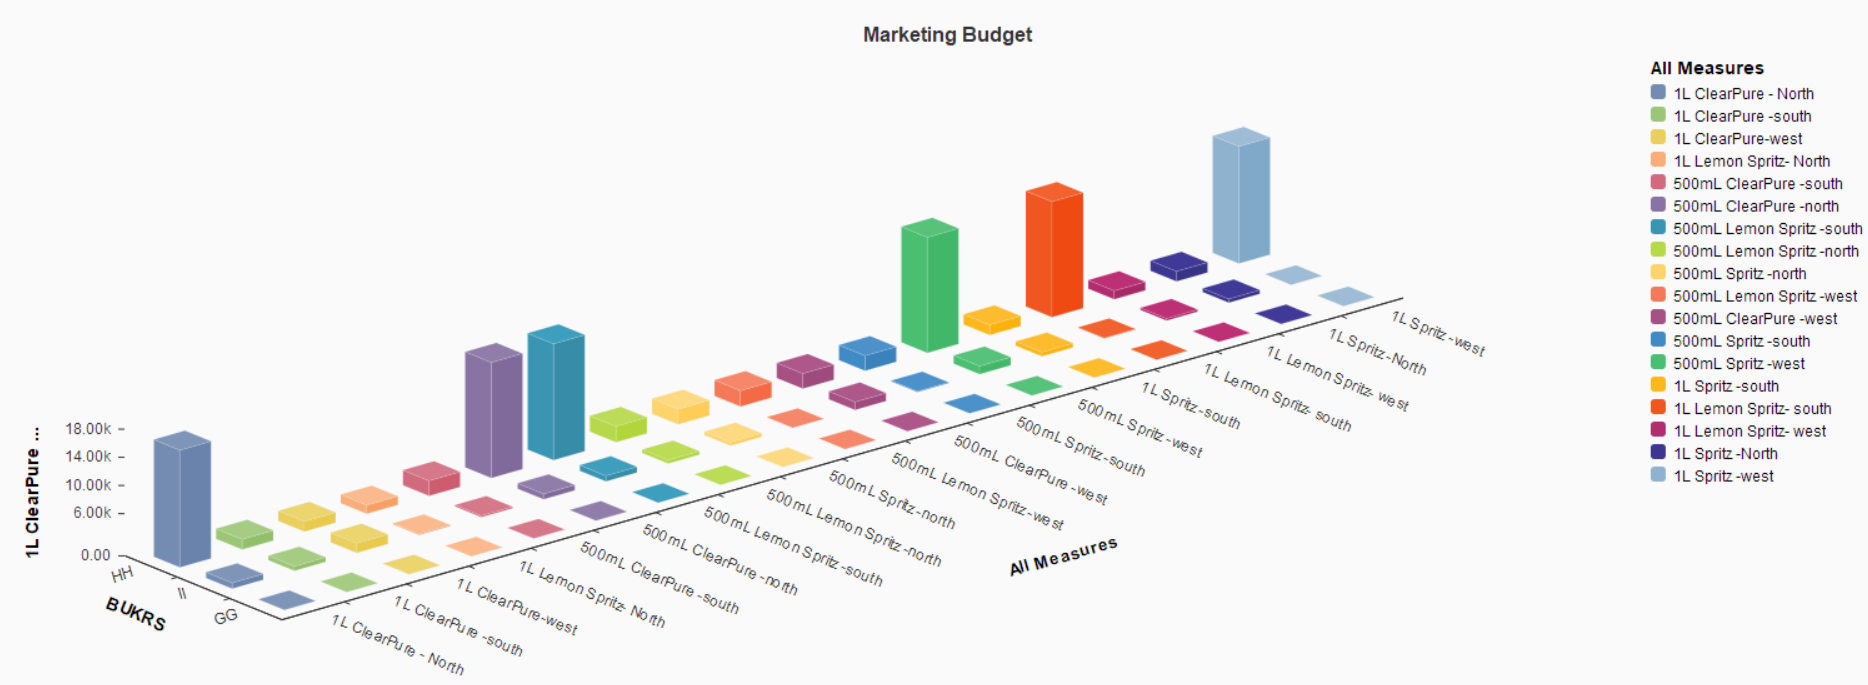 Marketing Budget
All Measures
1L ClearPure - North
1L ClearPure -south
1L ClearPure-west
1L Lemon Spritz- North
500mL ClearPure -south
500mL ClearPure -north
500mL Lemon Spritz -south
500mL Lemon Spritz -north
500mL Spritz -north
500mL Lemon Spritz -west
500mL ClearPure -west
500mL Spritz -south
500mL Spritz -west
1L Spritz -south
1L Lemon Spritz- south
1L Lemon Spritz- west
1L Spritz -North
1L Spritz -west
1L ClearPure ...
18.00k
14.00k
10.00k
6.00k
0.00
HH
II
GG
BUKRS
1L ClearPure - North
1L ClearPure -south
1L ClearPure-west
1L Lemon Spritz- North
500mL ClearPure -south
500mL ClearPure -north
500mL Lemon Spritz -south
500mL Lemon Spritz -north
500mL Spritz -north
500mL Lemon Spritz -west
500mL ClearPure -west
500mL Spritz -south
500mL Spritz -west
1L Spritz -south
1L Lemon Spritz- south
1L Lemon Spritz- west
1L Spritz -North
1L Spritz -west
All Measures